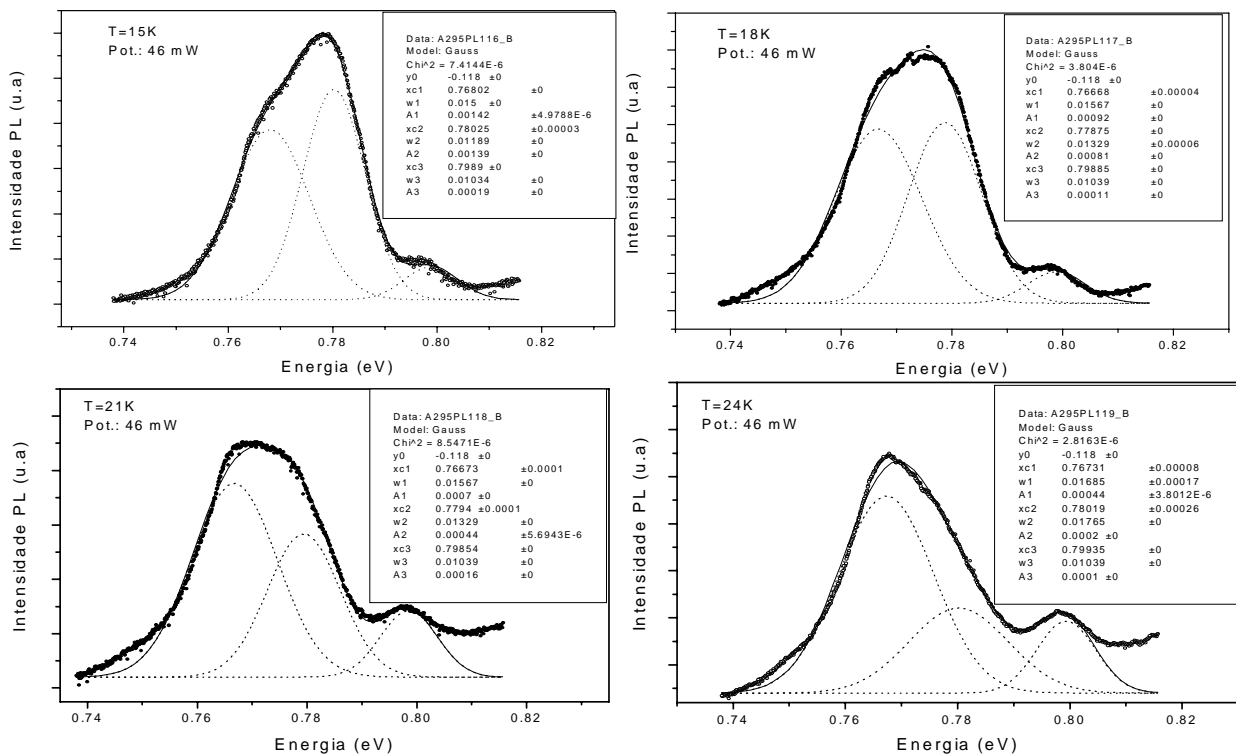 T=15K
Pot.: 46 mW
Data: A295PL116_B
Model: Gauss
Chi^2 = 7.4144E-6
y0 -0.118 ±0
xc1 0.76802 ±0
w1 0.015 ±0
A1 0.00142 ±4.9788E-6
xc2 0.78025 ±0.00003
w2 0.01189 ±0
A2 0.00139 ±0
xc3 0.7989 ±0
w3 0.01034 ±0
A3 0.00019 ±0
Intensidade PL (u.a)
0.74 0.76 0.78 0.80 0.82
Energia (eV)
T=18K
Pot.: 46 mW
Data: A295PL117_B
Model: Gauss
Chi^2 = 3.804E-6
y0 -0.118 ±0
xc1 0.76668 ±0.00004
w1 0.01567 ±0
A1 0.00092 ±0
xc2 0.77875 ±0
w2 0.01329 ±0.00006
A2 0.00081 ±0
xc3 0.79885 ±0
w3 0.01039 ±0
A3 0.00011 ±0
Intensidade PL (u.a)
0.74 0.76 0.78 0.80 0.82
Energia (eV)
T=21K
Pot.: 46 mW
Data: A295PL118_B
Model: Gauss
Chi^2 = 8.5471E-6
y0 -0.118 ±0
xc1 0.76673 ±0.0001
w1 0.01567 ±0
A1 0.0007 ±0
xc2 0.7794 ±0.0001
w2 0.01329 ±0
A2 0.00044 ±5.6943E-6
xc3 0.79854 ±0
w3 0.01039 ±0
A3 0.00016 ±0
Intensidade PL (u.a)
0.74 0.76 0.78 0.80 0.82
Energia (eV)
T=24K
Pot.: 46 mW
Data: A295PL119_B
Model: Gauss
Chi^2 = 2.8163E-6
y0 -0.118 ±0
xc1 0.76731 ±0.00008
w1 0.01685 ±0.00017
A1 0.00044 ±3.8012E-6
xc2 0.78019 ±0.00026
w2 0.01765 ±0
A2 0.0002 ±0
xc3 0.79935 ±0
w3 0.01039 ±0
A3 0.0001 ±0
Intensidade PL (u.a)
0.74 0.76 0.78 0.80 0.82
Energia (eV)